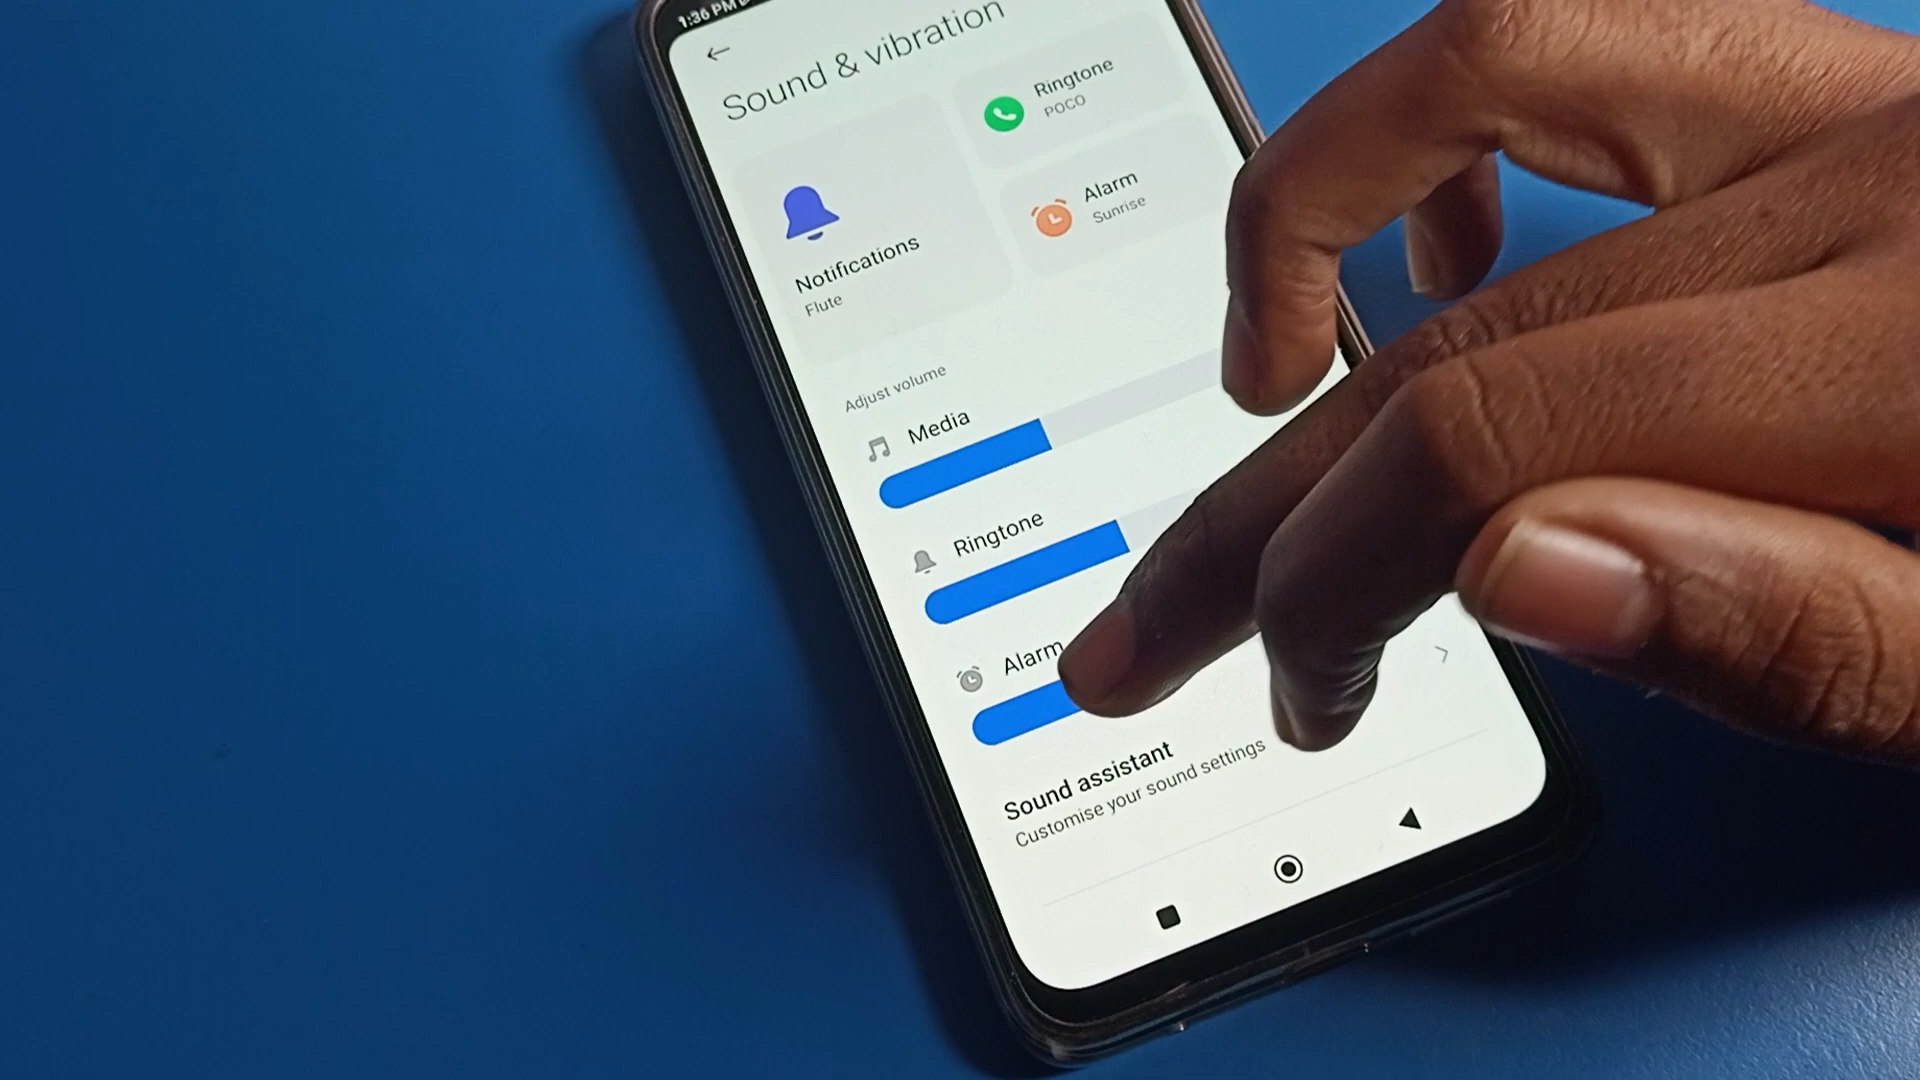 1:36 PM
Sound & vibration
Ringtone
POCO
Notifications
Flute
Alarm
Sunrise
Adjust volume
Media
Ringtone
Alarm
Sound assistant
Customise your sound settings